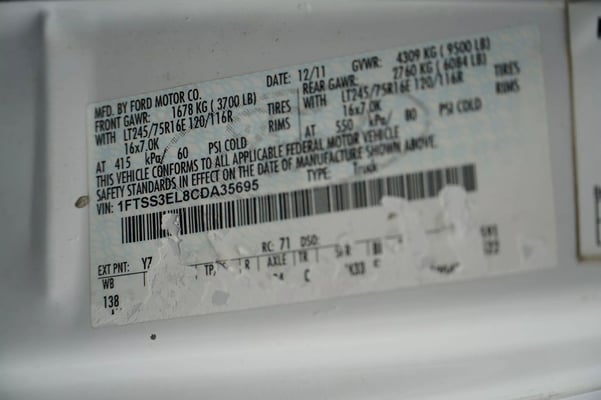 MFD. BY FORD MOTOR CO.
DATE: 12/11 GVWR: 4309 KG ( 9500 LB)
FRONT GAWR: 1678 KG ( 3700 LB)
REAR GAWR: 2760 KG ( 6084 LB)
WITH LT245/75R16E 120/116R TIRES
WITH LT245/75R16E 120/116R TIRES
16x7.0K RIMS
16x7.0K RIMS
AT 415 kPa/ 60 PSI COLD
AT 550 kPa/ 80 PSI COLD
THIS VEHICLE CONFORMS TO ALL APPLICABLE FEDERAL MOTOR VEHICLE
SAFETY STANDARDS IN EFFECT ON THE DATE OF MANUFACTURE SHOWN ABOVE.
VIN: 1FTSS3EL8CDA35695 TYPE: Truck
EXT PNT: Y7 RC: 71 DSO:
WB R AXLE TR
138 C